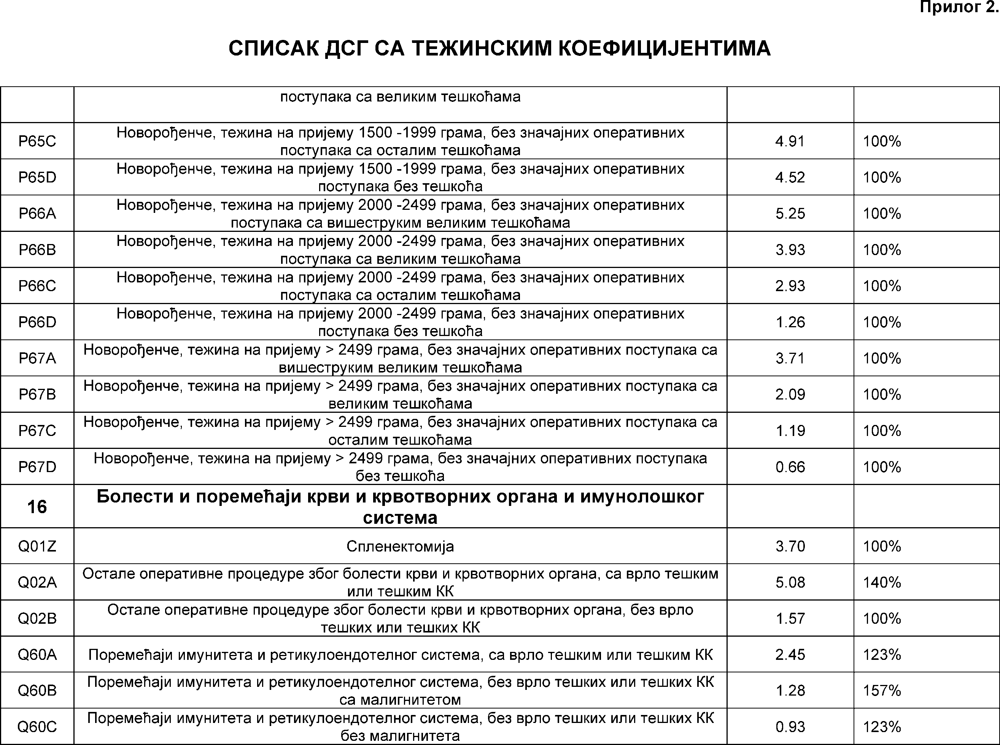 Прилог 2.
СПИСАК ДСГ СА ТЕЖИНСКИМ КОЕФИЦИЈЕНТИМА
поступака са великим тешкоћама
P65C Новорођенче, тежина на пријему 1500 -1999 грама, без значајних оперативних 4.91 100%
поступака са осталим тешкоћама
P65D Новорођенче, тежина на пријему 1500 -1999 грама, без значајних оперативних 4.52 100%
поступака без тешкоћа
P66A Новорођенче, тежина на пријему 2000 -2499 грама, без значајних оперативних 5.25 100%
поступака са вишеструким великим тешкоћама
P66B Новорођенче, тежина на пријему 2000 -2499 грама, без значајних оперативних 3.93 100%
поступака са великим тешкоћама
P66C Новорођенче, тежина на пријему 2000 -2499 грама, без значајних оперативних 2.93 100%
поступака са осталим тешкоћама
P66D Новорођенче, тежина на пријему 2000 -2499 грама, без значајних оперативних 1.26 100%
поступака без тешкоћа
P67A Новорођенче, тежина на пријему > 2499 грама, без значајних оперативних поступака са 3.71 100%
вишеструким великим тешкоћама
P67B Новорођенче, тежина на пријему > 2499 грама, без значајних оперативних поступака са 2.09 100%
великим тешкоћама
P67C Новорођенче, тежина на пријему > 2499 грама, без значајних оперативних поступака са 1.19 100%
осталим тешкоћама
P67D Новорођенче, тежина на пријему > 2499 грама, без значајних оперативних поступака 0.66 100%
без тешкоћа
16 Болести и поремећаји крви и крвотворних органа и имунолошког
система
Q01Z Спленектомија 3.70 100%
Q02A Остале оперативне процедуре због болести крви и крвотворних органа, са врло тешким 5.08 140%
или тешким КК
Q02B Остале оперативне процедуре због болести крви и крвотворних органа, без врло 1.57 100%
тешких или тешких КК
Q60A Поремећаји имунитета и ретикулоендотелног система, са врло тешким или тешким КК 2.45 123%
Q60B Поремећаји имунитета и ретикулоендотелног система, без врло тешких или тешких КК 1.28 157%
са малигнитетом
Q60C Поремећаји имунитета и ретикулоендотелног система, без врло тешких или тешких КК 0.93 123%
без малигнитета